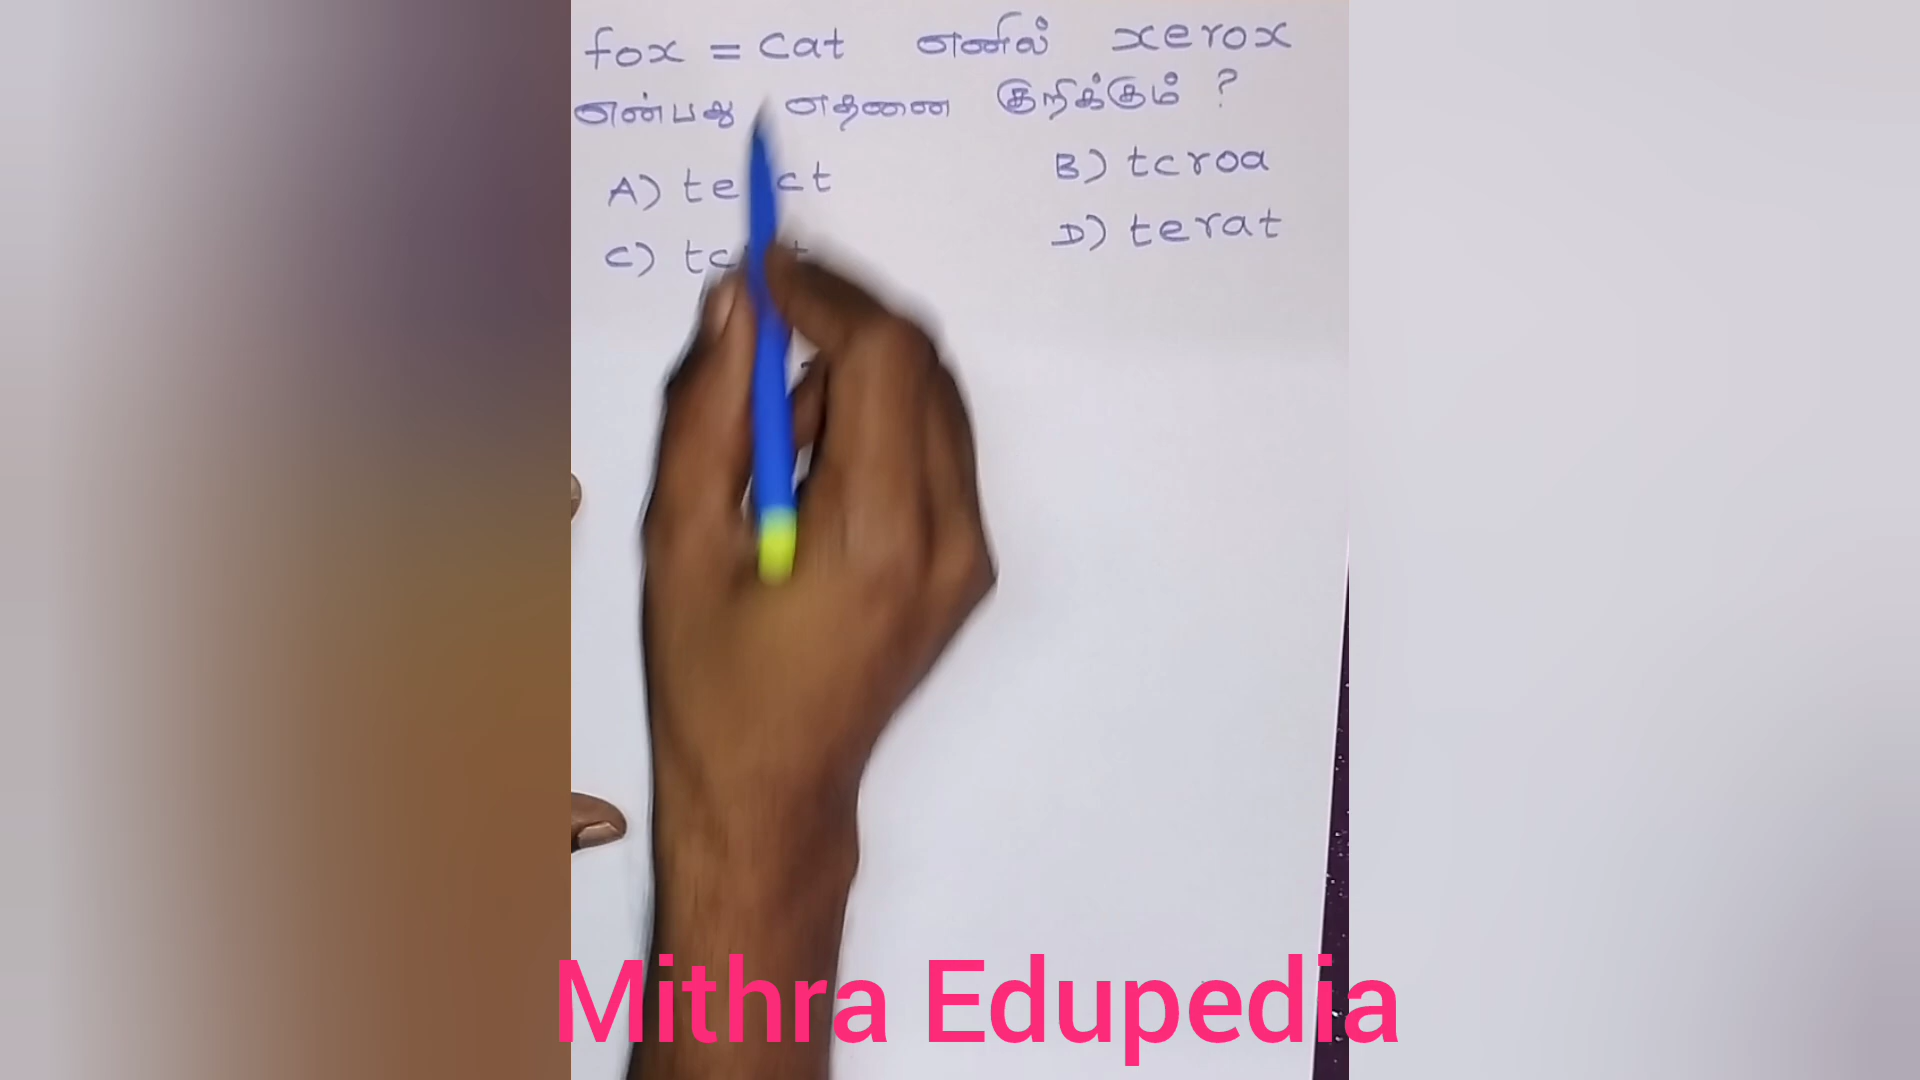 fox = cat எனில் xerox
என்பது எதனை குறிக்கும் ?
A) B) tcroa
C) D) terat
Mithra Edupedia